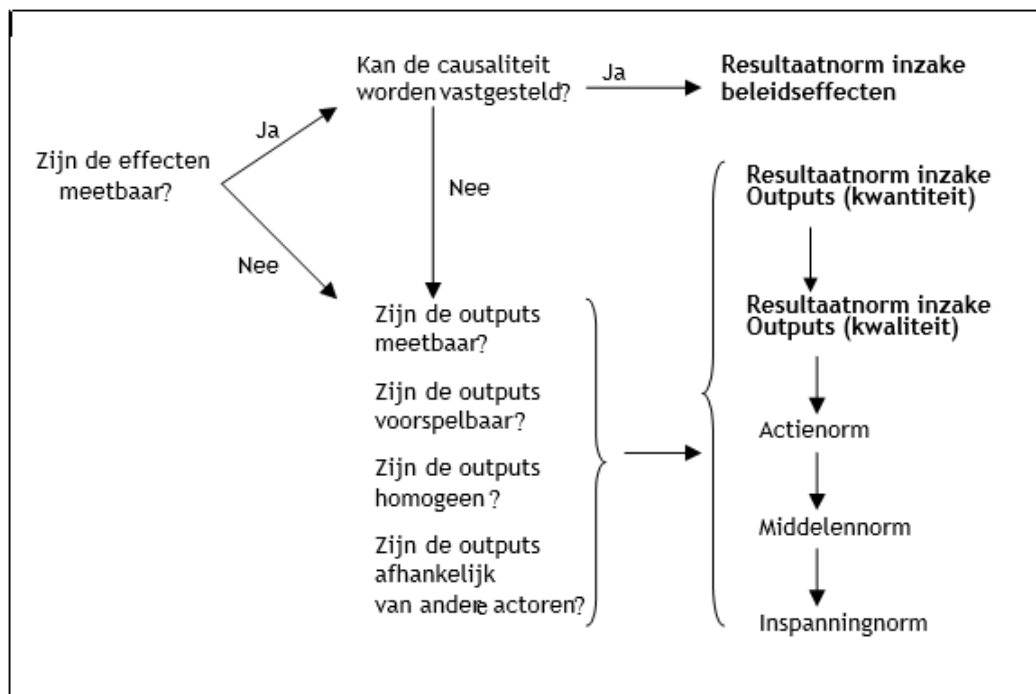 Zijn de effecten
meetbaar?
Ja
Nee
Kan de causaliteit
worden vastgesteld?
Ja
Nee
Resultaatnorm inzake
beleidseffecten
Zijn de outputs
meetbaar?
Zijn de outputs
voorspelbaar?
Zijn de outputs
homogeen ?
Zijn de outputs
afhankelijk
van andere actoren?
Resultaatnorm inzake
Outputs (kwantiteit)
Resultaatnorm inzake
Outputs (kwaliteit)
Actienorm
Middelennorm
Inspanningnorm